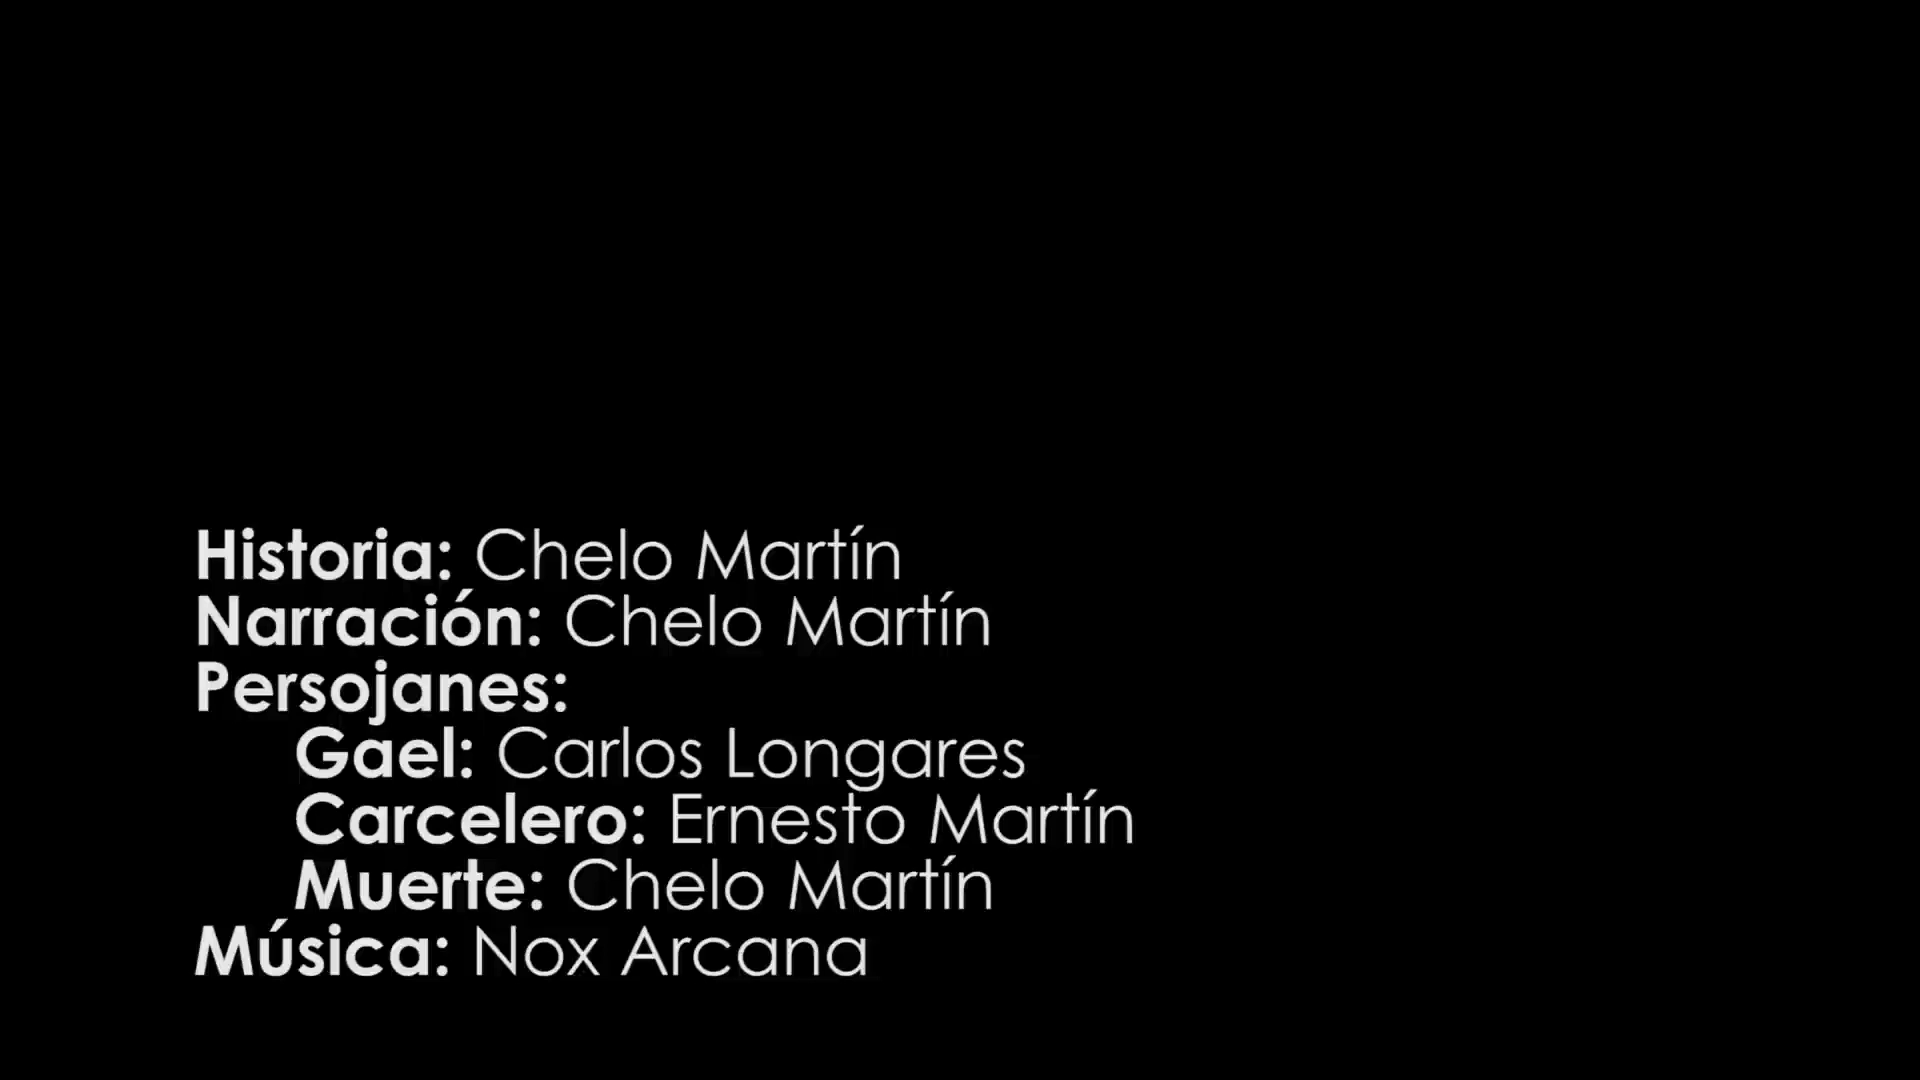 Historia: Chelo Martín
Narración: Chelo Martín
Persojanes:
Gael: Carlos Longares
Carcelero: Ernesto Martín
Muerte: Chelo Martín
Música: Nox Arcana